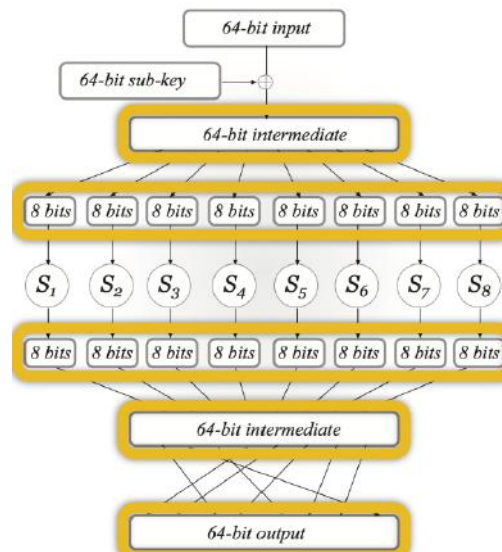 64-bit input
64-bit sub-key
64-bit intermediate
8 bits 8 bits 8 bits 8 bits 8 bits 8 bits 8 bits 8 bits
S1 S2 S3 S4 S5 S6 S7 S8
8 bits 8 bits 8 bits 8 bits 8 bits 8 bits 8 bits 8 bits
64-bit intermediate
64-bit output